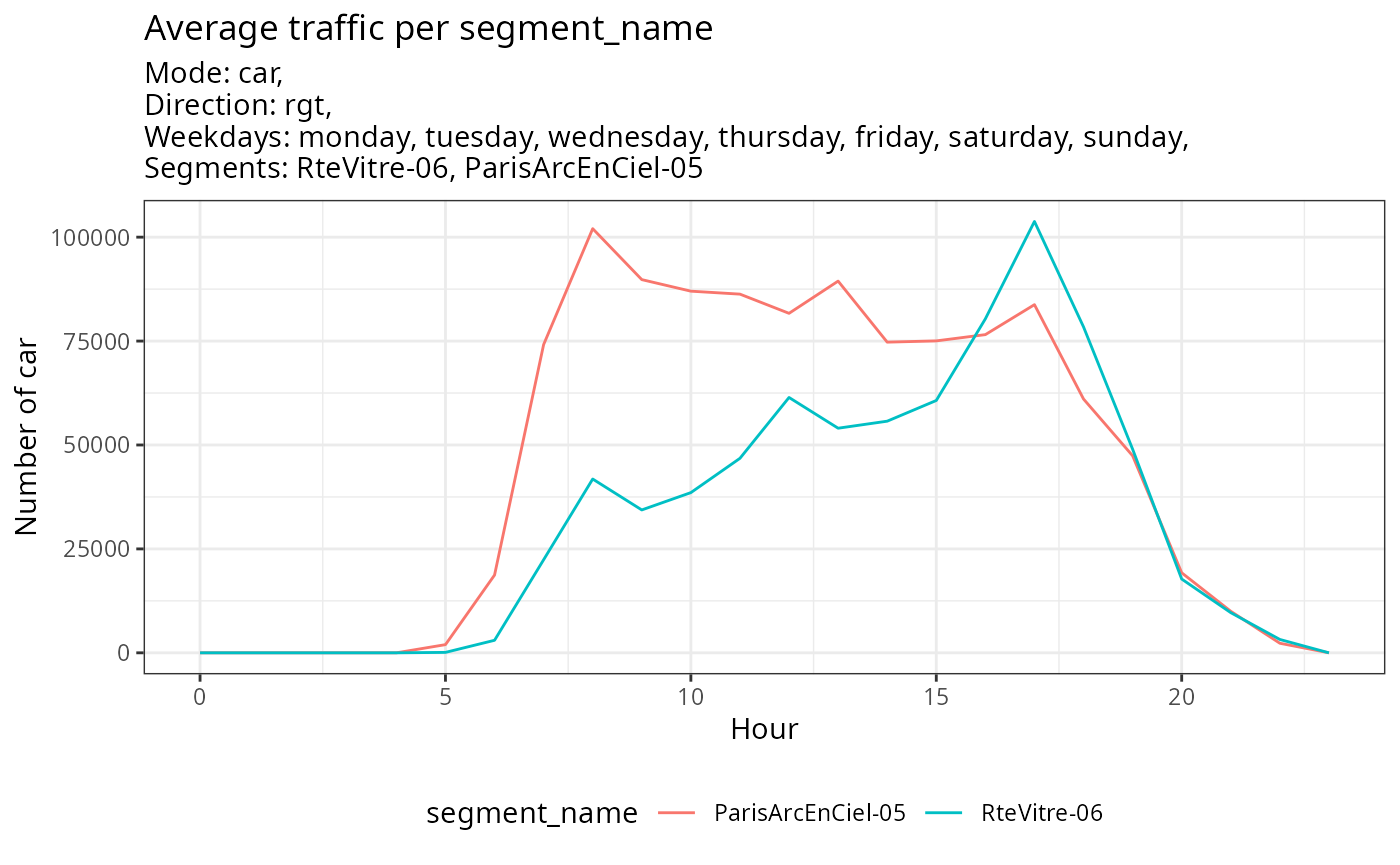 Average traffic per segment_name
Mode: car,
Direction: rgt,
Weekdays: monday, tuesday, wednesday, thursday, friday, saturday, sunday,
Segments: RteVitre-06, ParisArcEnCiel-05
Number of car
100000
75000
50000
25000
0
0 5 10 15 20
Hour
segment_name ParisArcEnCiel-05 RteVitre-06